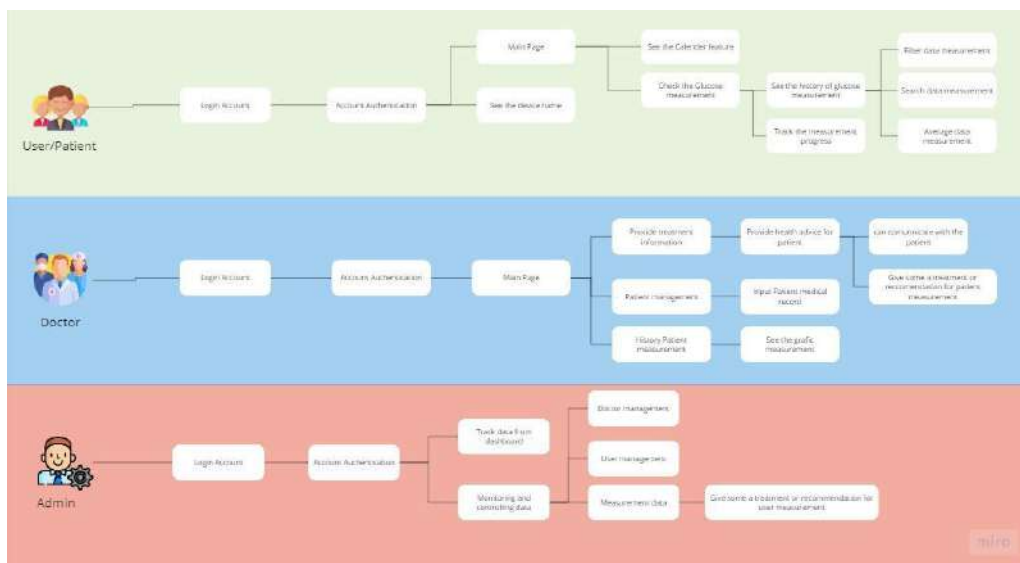 Main Page
See the Calender feature
Filter data measurement
Login Account
Account Authentication
See the device name
Check the Glucose
measurement
See the history of glucose
measurement
Search data measurement
Track the measurement
progress
Average data
measurement
User/Patient
Provide treatment
information
Provide health advice for
patient
can comunicate with the
patient
Login Account
Account Authentication
Main Page
Patient management
Input Patient medical
record
Give some a treatment or
reccomendation for patient
measurement
Doctor
History Patient
measurement
See the grafic
measurement
Doctor management
Track data from
dashboard
Login Account
Account Authentication
User management
Monitoring and
controlling data
Measurement data
Give some a treatment or recommendation for
user measurement
Admin
miro